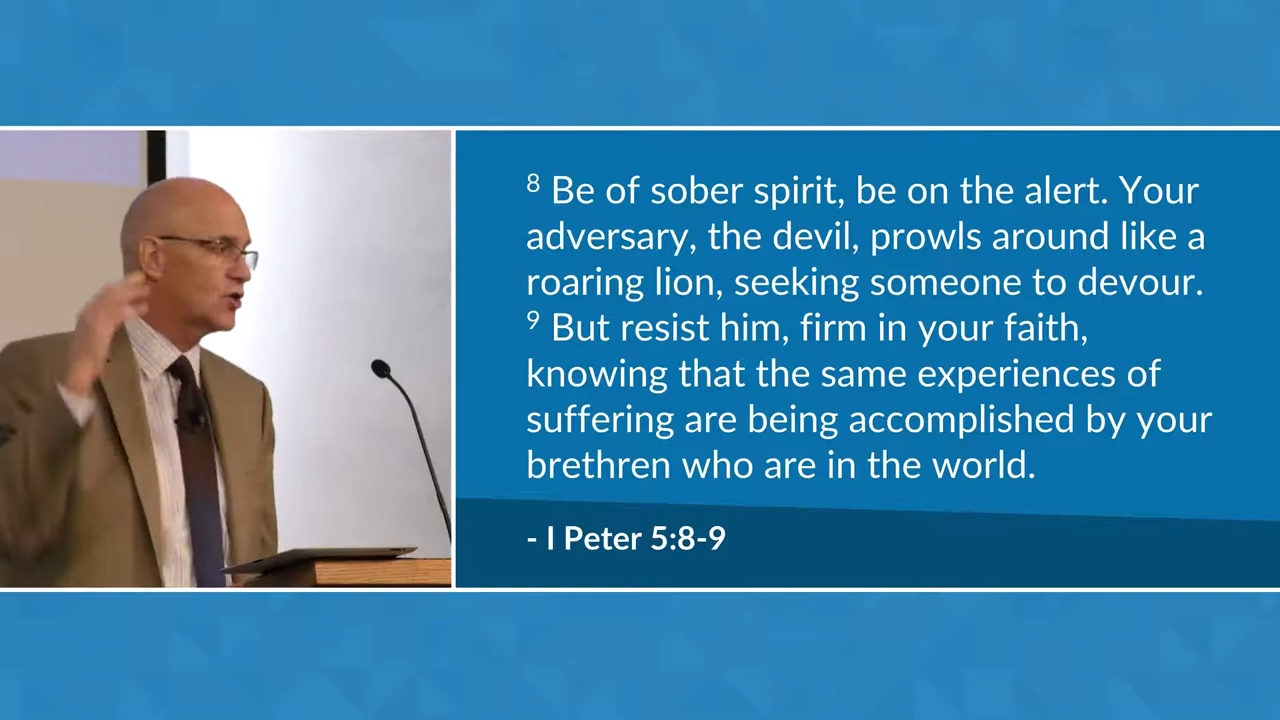 8 Be of sober spirit, be on the alert. Your
adversary, the devil, prowls around like a
roaring lion, seeking someone to devour.
9 But resist him, firm in your faith,
knowing that the same experiences of
suffering are being accomplished by your
brethren who are in the world.
- I Peter 5:8-9